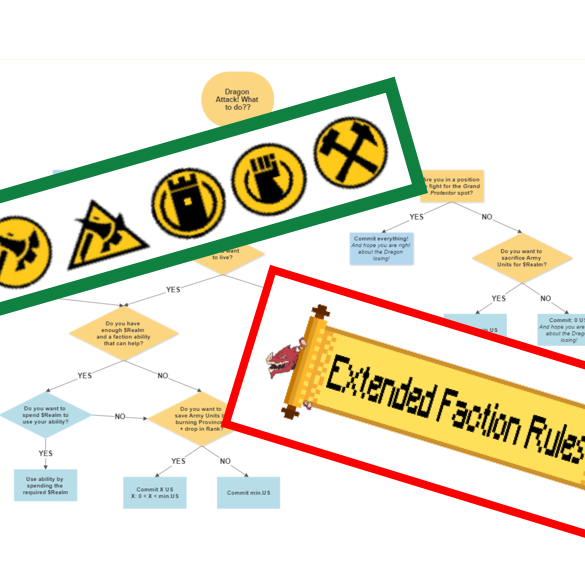 Dragon
Attack! What
to do??
Are you in a position
fight for the Grand
Protector spot?
YES
NO
Commit everything!
And hope you are right
about the Dragon
losing!
Do you want to
sacrifice Army
Units for $Realm?
want
to live?
YES
YES
NO
US
Commit: 0 US
And hope you are
about the Drag
losing!
Do you have
enough $Realm
and a faction ability
that can help?
YES
NO
Do you want to
spend $Realm to
use your ability?
NO
Do you want to
save Army Units b
burning Province
+ drop in Rank
YES
YES
NO
Use ability by
spending the
required $Realm
Commit X US
X: 0 < X < min.US
Commit min.US
Extended Faction Rules